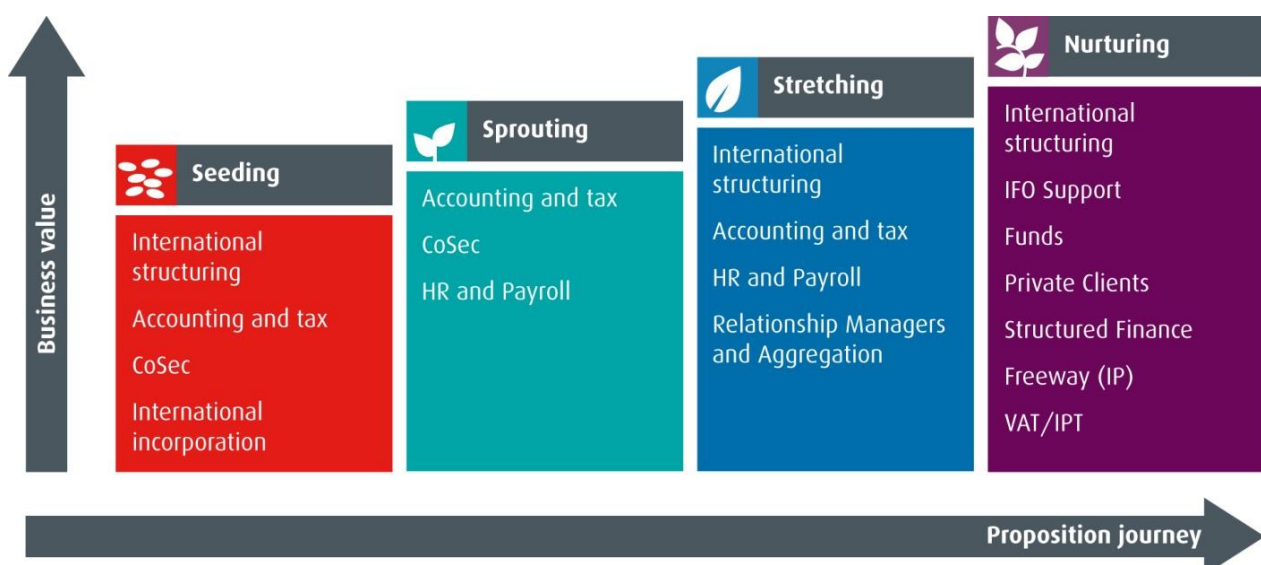 Business value
Seeding
International
structuring
Accounting and tax
CoSec
International
incorporation
Sprouting
Accounting and tax
CoSec
HR and Payroll
Stretching
International
structuring
Accounting and tax
HR and Payroll
Relationship Managers
and Aggregation
Nurturing
International
structuring
IFO Support
Funds
Private Clients
Structured Finance
Freeway (IP)
VAT/IPT
Proposition journey